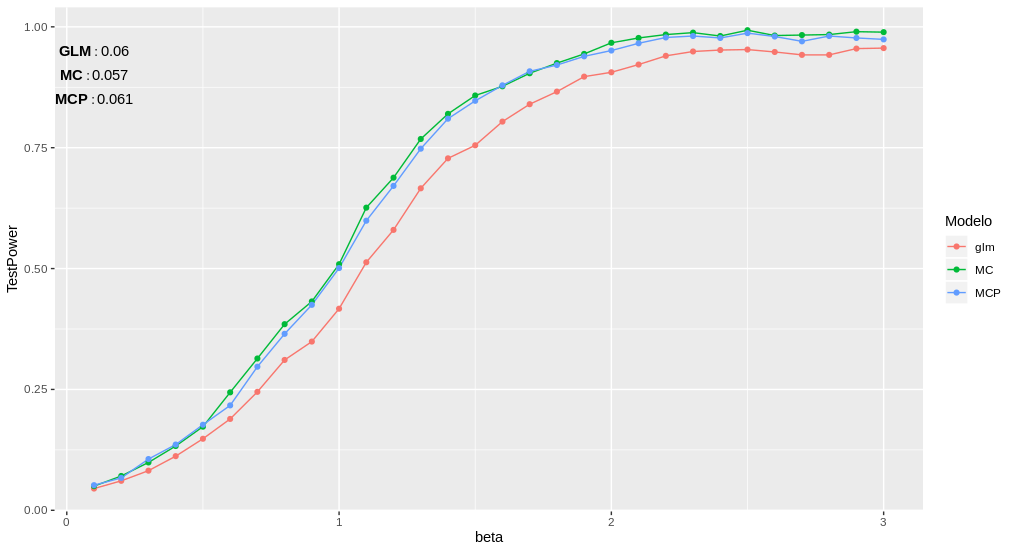 1.00
0.75
0.50
0.25
0.00
TestPower
GLM : 0.06
MC : 0.057
MCP : 0.061
0 1 2 3
beta
Modelo
glm
MC
MCP